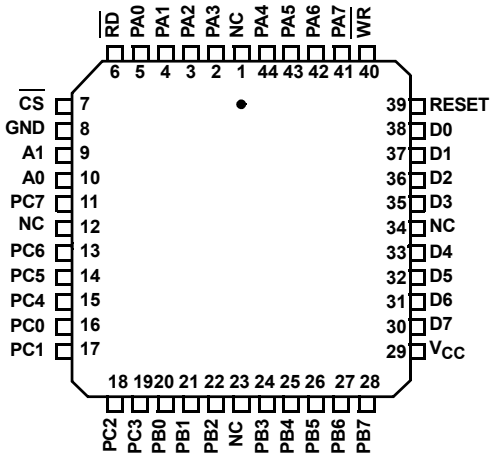 RD PA0 PA1 PA2 PA3 NC PA4 PA5 PA6 PA7 WR
6 5 4 3 2 1 44 43 42 41 40
CS 7
GND 8
A1 9
A0 10
PC7 11
NC 12
PC6 13
PC5 14
PC4 15
PC0 16
PC1 17
39 RESET
38 D0
37 D1
36 D2
35 D3
34 NC
33 D4
32 D5
31 D6
30 D7
29 VCC
18 19 20 21 22 23 24 25 26 27 28
PC2 PC3 PB0 PB1 PB2 NC PB3 PB4 PB5 PB6 PB7